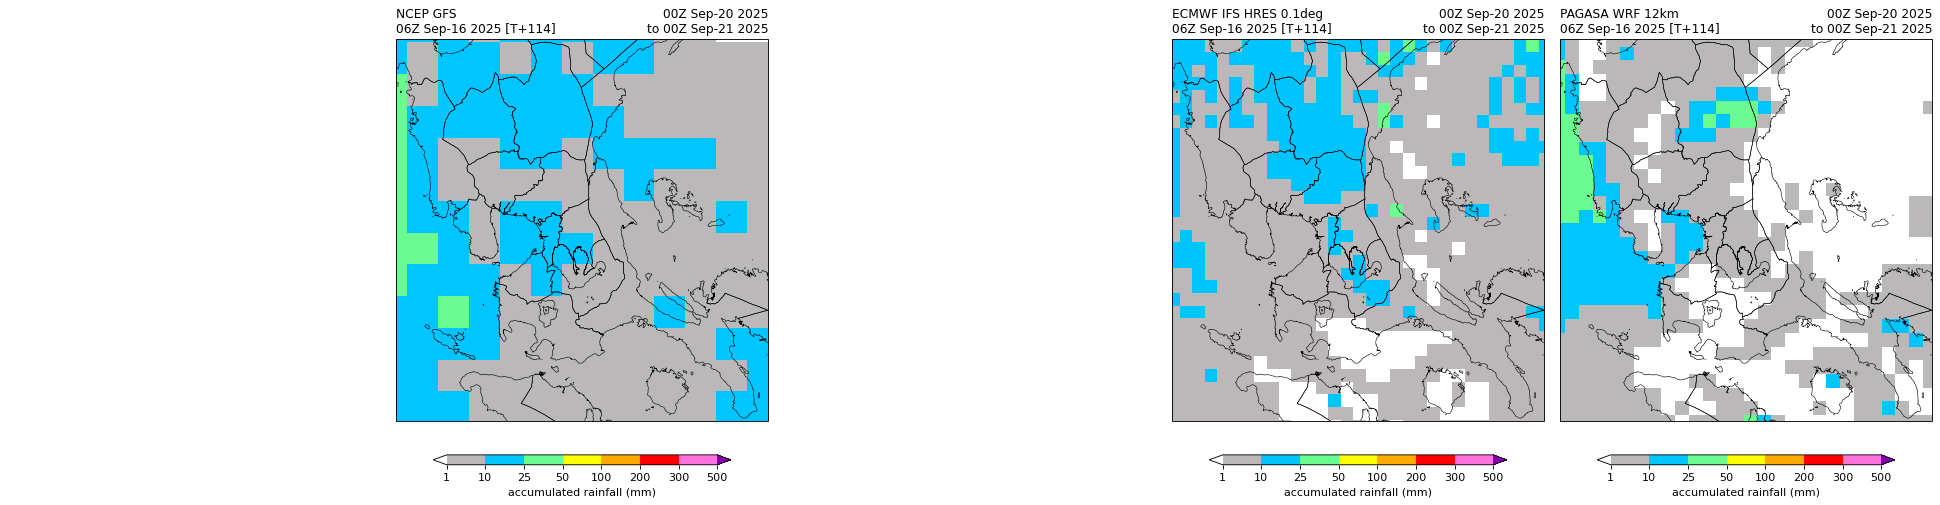 NCEP GFS 00Z Sep-20 2025
06Z Sep-16 2025 [T+114] to 00Z Sep-21 2025
1 10 25 50 100 200 300 500
accumulated rainfall (mm)
ECMWF IFS HRES 0.1deg 00Z Sep-20 2025
06Z Sep-16 2025 [T+114] to 00Z Sep-21 2025
1 10 25 50 100 200 300 500
accumulated rainfall (mm)
PAGASA WRF 12km 00Z Sep-20 2025
06Z Sep-16 2025 [T+114] to 00Z Sep-21 2025
1 10 25 50 100 200 300 500
accumulated rainfall (mm)